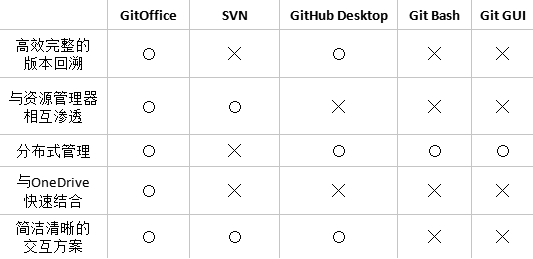 GitOffice SVN GitHub Desktop Git Bash Git GUI
高效完整的
版本回溯
○ × ○ × ×
与资源管理器
相互渗透
○ ○ × × ×
分布式管理 ○ × ○ ○ ○
与OneDrive
快速结合
○ × × × ×
简洁清晰的
交互方案
○ ○ ○ × ×